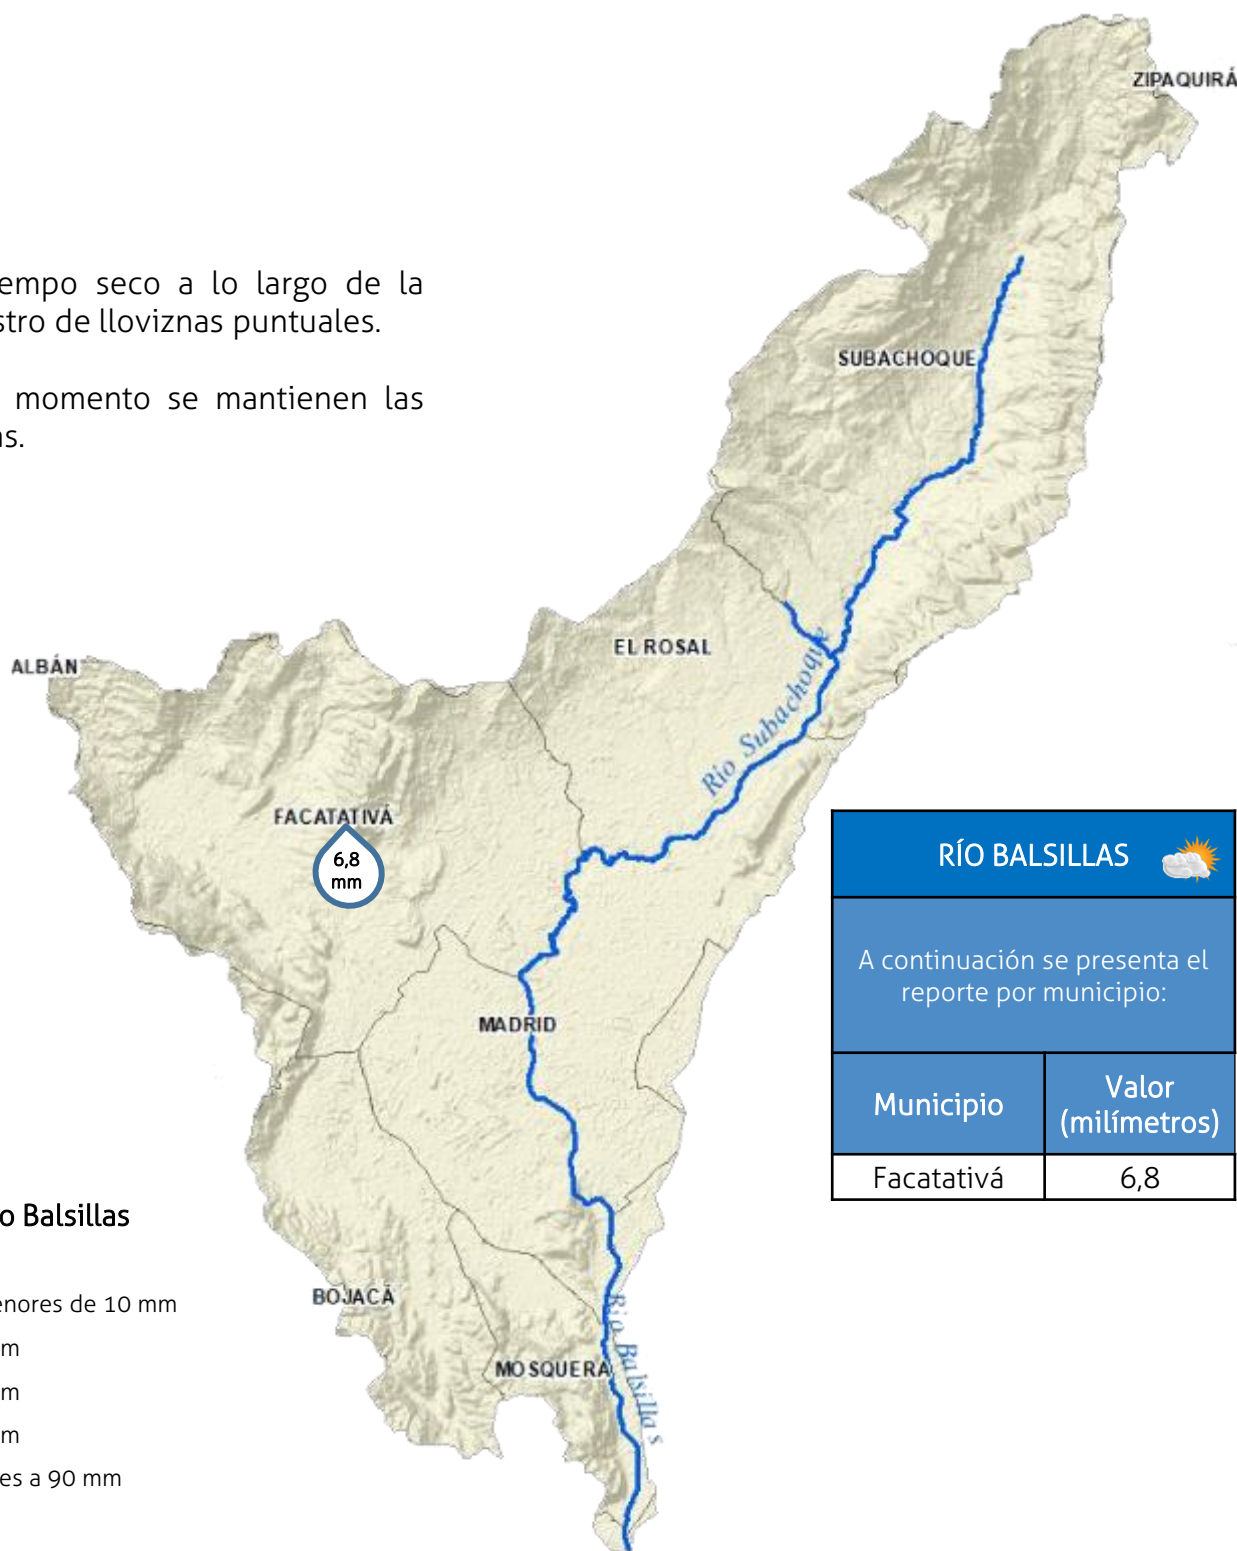 ZIPAQUIRÁ
empo seco a lo largo de la
stro de lloviznas puntuales.
momento se mantienen las
as.
SUBACHOQUE
EL ROSAL
ALBÁN
Río Subachoque
FACATATIVÁ
6,8
mm
RÍO BALSILLAS
A continuación se presenta el
reporte por municipio:
Municipio
Valor
(milímetros)
Facatativá
6,8
MADRID
o Balsillas
enores de 10 mm
m
m
m
es a 90 mm
BOJACÁ
MOSQUERA
Río Balsillas